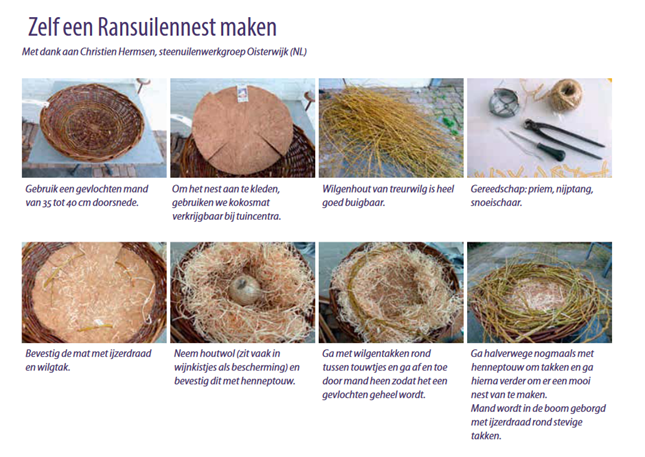 Zelf een Ransuilennest maken
Met dank aan Christien Hermsen, steenuilenwerkgroep Oisterwijk (NL)
Gebruik een gevlochten mand
van 35 tot 40 cm doorsnede.
Om het nest aan te kleden,
gebruiken we kokosmat
verkrijgbaar bij tuincentra.
Wilgenhout van treurwilg is heel
goed buigbaar.
Gereedschap: priem, nijptang,
snoeischaar.
Bevestig de mat met ijzerdraad
en wilgtak.
Neem houtwol (zit vaak in
wijnkistjes als bescherming) en
bevestig dit met henneptouw.
Ga met wilgentakken rond
tussen touwtjes en ga af en toe
door mand heen zodat het een
gevlochten geheel wordt.
Ga halverwege nogmaals met
henneptouw om takken en ga
hierna verder om er een mooi
nest van te maken.
Mand wordt in de boom geborgd
met ijzerdraad rond stevige
takken.